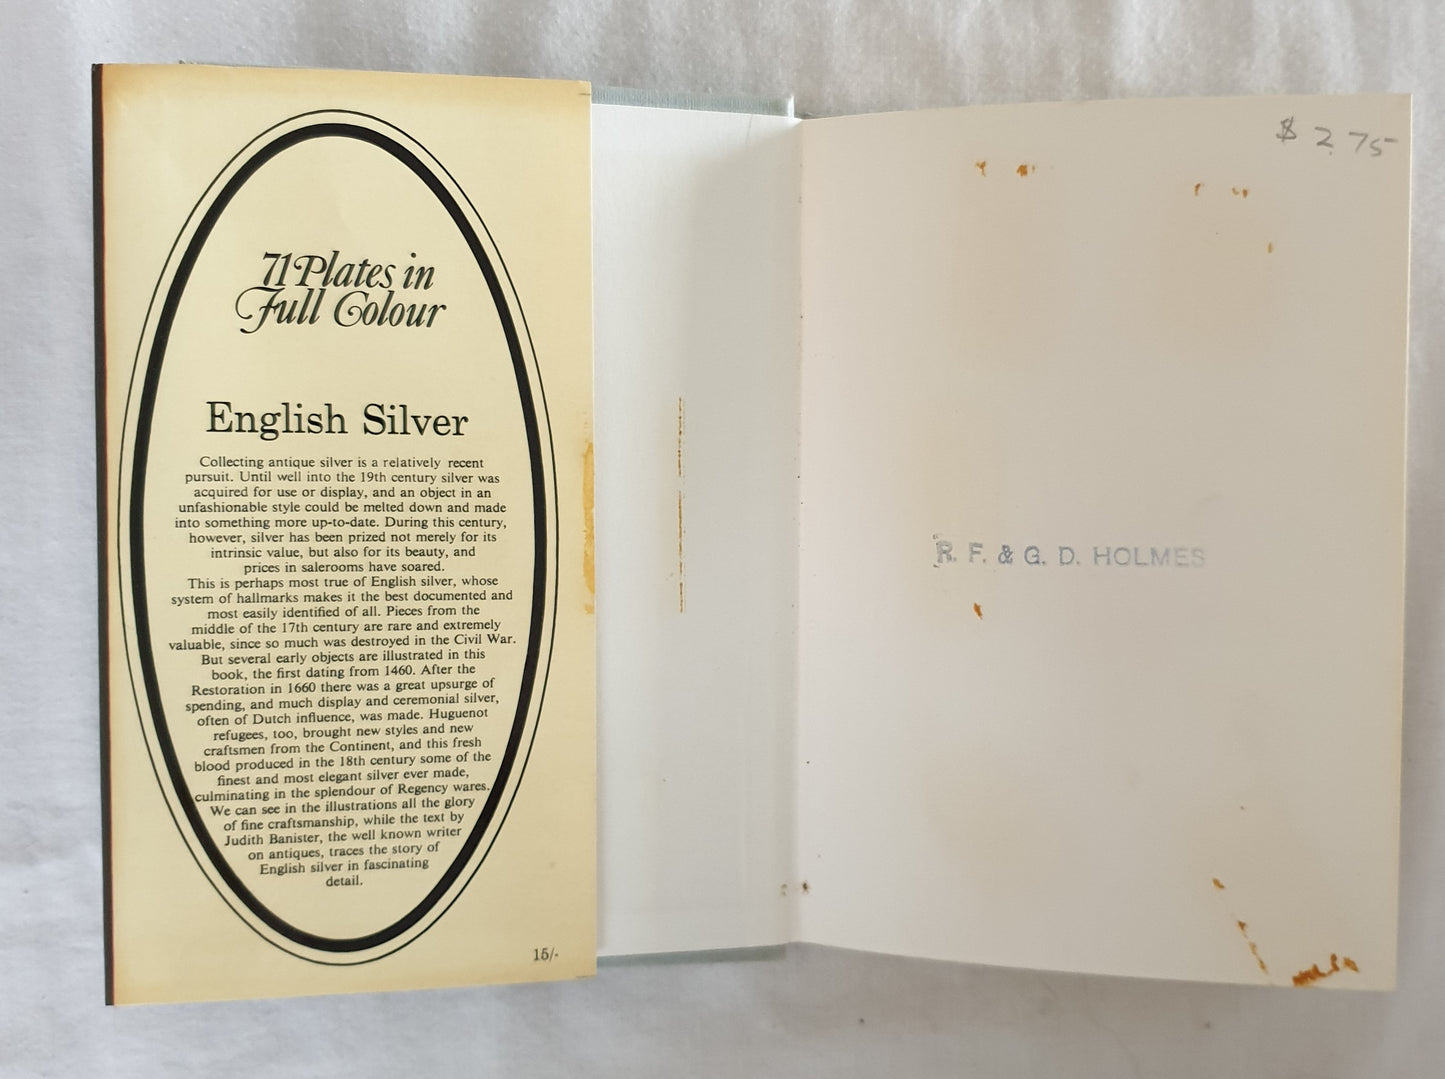 71 Plates in
Full Colour
English Silver
Collecting antique silver is a relatively recent
pursuit. Until well into the 19th century silver was
acquired for use or display, and an object in an
unfashionable style could be melted down and made
into something more up-to-date. During this century,
however, silver has been prized not merely for its
intrinsic value, but also for its beauty, and
prices in salerooms have soared.
This is perhaps most true of English silver, whose
system of hallmarks makes it the best documented and
most easily identified of all. Pieces from the
middle of the 17th century are rare and extremely
valuable, since so much was destroyed in the Civil War.
But several early objects are illustrated in this
book, the first dating from 1460. After the
Restoration in 1660 there was a great upsurge of
spending, and much display and ceremonial silver,
often of Dutch influence, was made. Huguenot
refugees, too, brought new styles and new
craftsmen from the Continent, and this fresh
blood produced in the 18th century some of the
finest and most elegant silver ever made,
culminating in the splendour of Regency wares.
We can see in the illustrations all the glory
of fine craftsmanship, while the text by
Judith Banister, the well known writer
on antiques, traces the story of
English silver in fascinating
detail.
15/-
$ 2.75
R. F. & G. D. HOLMES